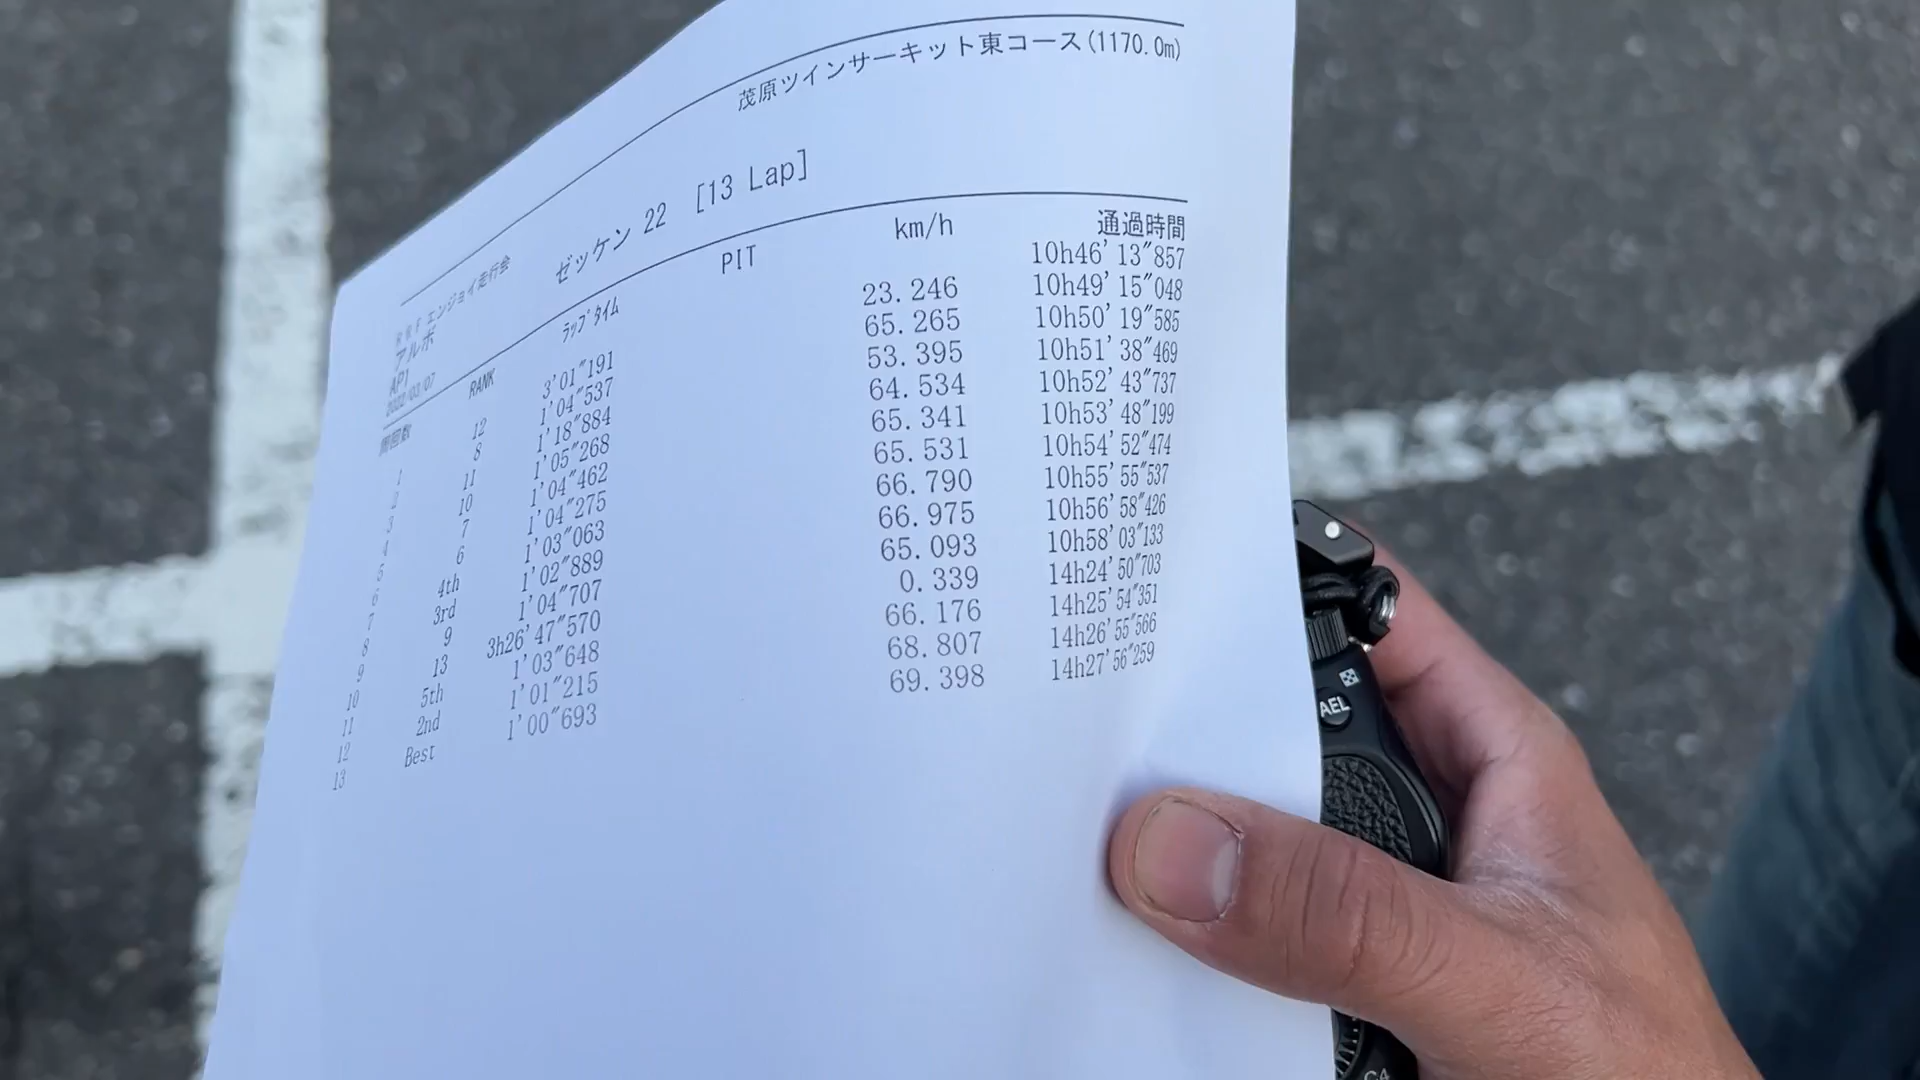 茂原ツインサーキット東コース(1170.0m)
エンジョイ走行会
アルボ
AP1
2022/03/07
ゼッケン 22 [13 Lap]
周回数 RANK ラップタイム PIT km/h 通過時間
10h46'13"857
1 12 3'01"191 23.246 10h49'15"048
2 8 1'04"537 65.265 10h50'19"585
3 11 1'18"884 53.395 10h51'38"469
4 10 1'05"268 64.534 10h52'43"737
5 7 1'04"462 65.341 10h53'48"199
6 6 1'04"275 65.531 10h54'52"474
7 4th 1'03"063 66.790 10h55'55"537
8 3rd 1'02"889 66.975 10h56'58"426
9 9 1'04"707 65.093 10h58'03"133
10 13 3h26'47"570 0.339 14h24'50"703
11 5th 1'03"648 66.176 14h25'54"351
12 2nd 1'01"215 68.807 14h26'55"566
13 Best 1'00"693 69.398 14h27'56"259
AEL
C4